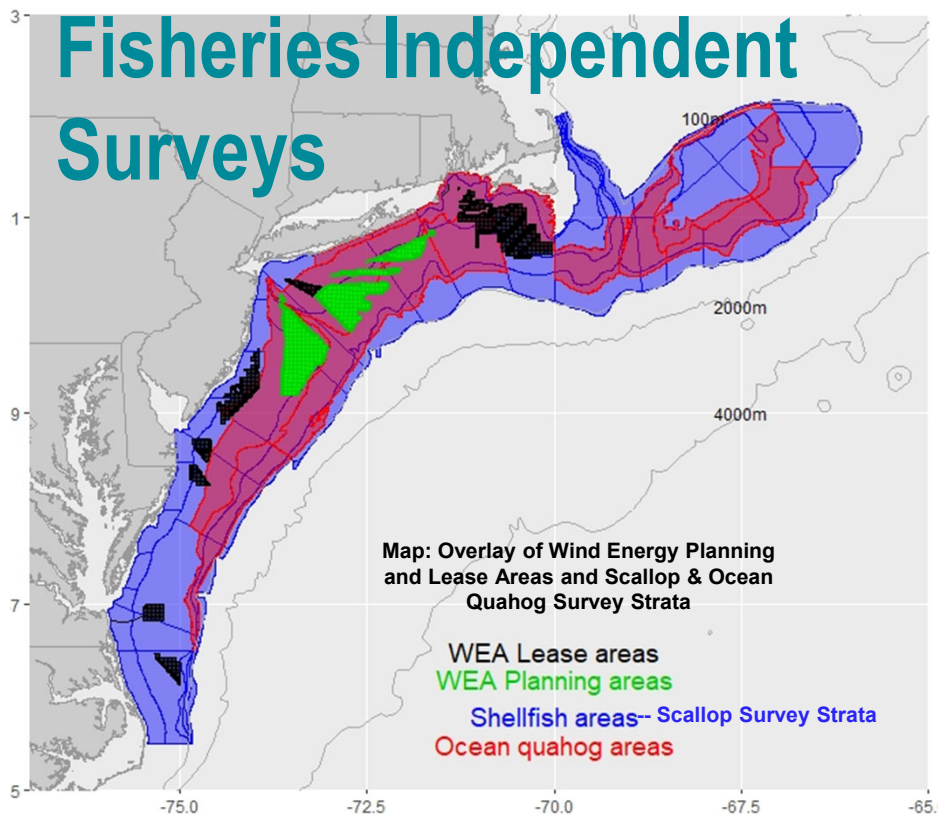 Fisheries Independent
Surveys
3
100m
1
2000m
9
4000m
Map: Overlay of Wind Energy Planning
and Lease Areas and Scallop & Ocean
Quahog Survey Strata
7
WEA Lease areas
WEA Planning areas
Shellfish areas-- Scallop Survey Strata
Ocean quahog areas
5
-75.0 -72.5 -70.0 -67.5 -65.